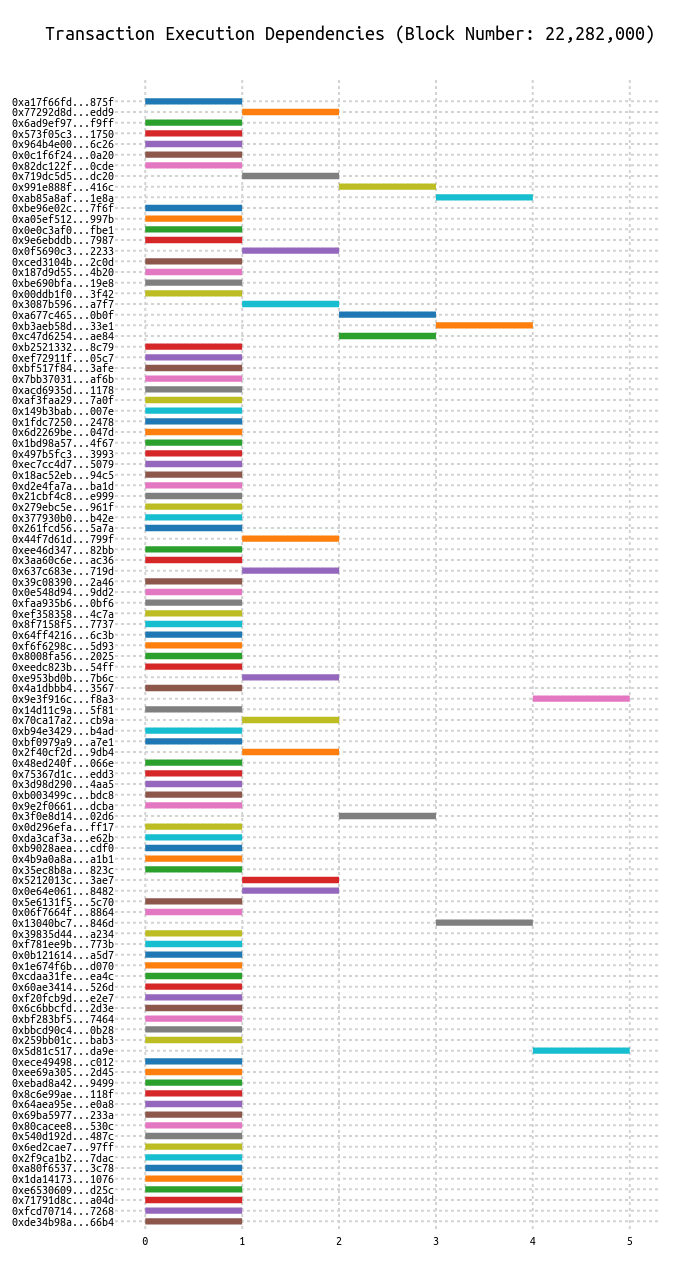 Transaction Execution Dependencies (Block Number: 22,282,000)
0xa17f66fd...875f
0x77292d8d...edd9
0x6ad9ef97...f9ff
0x573f05c3...1750
0x964b4e00...6c26
0x0c1f6f24...0a20
0x82dc122f...0cde
0x719dc5d5...dc20
0x991e888f...416c
0xab85a8af...1e8a
0xbe96e02c...7f6f
0xa05ef512...997b
0x0e0c3af0...fbe1
0x9e6ebddb...7987
0x0f5690c3...2233
0xced3104b...2c0d
0x187d9d55...4b20
0xbe690bfa...19e8
0x00ddb1f0...3f42
0x3087b596...a7f7
0xa677c465...0b0f
0xb3aeb58d...33e1
0xc47d6254...ae84
0xb2521332...8c79
0xef72911f...05c7
0xbf517f84...3afe
0x7bb37031...af6b
0xacd6935d...1178
0xaf3faa29...7a0f
0x149b3bab...007e
0x1fdc7250...2478
0x6d2269be...047d
0x1bd98a57...4f67
0x497b5fc3...3993
0xec7cc4d7...5079
0x18ac52eb...94c5
0xd2e4fa7a...ba1d
0x21cbf4c8...e999
0x279ebc5e...961f
0x377930b0...b42e
0x261fcd56...5a7a
0x44f7d61d...799f
0xee46d347...82bb
0x3aa60c6e...ac36
0x637c683e...719d
0x39c08390...2a46
0x0e548d94...9dd2
0xfaa935b6...0bf6
0xef358358...4c7a
0x8f7158f5...7737
0x64ff4216...6c3b
0xf6f6298c...5d93
0x8008fa56...2025
0xeedc823b...54ff
0xe953bd0b...7b6c
0x4a1dbbb4...3567
0x9e3f916c...f8a3
0x14d11c9a...5f81
0x70ca17a2...cb9a
0xb94e3429...b4ad
0xbf0979a9...a7e1
0x2f40cf2d...9db4
0x48ed240f...066e
0x75367d1c...edd3
0x3d98d290...4aa5
0xb003499c...bdc8
0x9e2f0661...dcba
0x3f0e8d14...02d6
0x0d296efa...ff17
0xda3caf3a...e62b
0xb9028aea...cdf0
0x4b9a0a8a...a1b1
0x35ec8b8a...823c
0x5212013c...3ae7
0x0e64e061...8482
0x5e6131f5...5c70
0x06f7664f...8864
0x13040bc7...846d
0x39835d44...a234
0xf781ee9b...773b
0x0b121614...a5d7
0x1e674f6b...d070
0xcdaa31fe...ea4c
0x60ae3414...526d
0xf20fcb9d...e2e7
0x6c6bbcfd...2d3e
0xbf283bf5...7464
0xbbcd90c4...0b28
0x259bb01c...bab3
0x5d81c517...da9e
0xece49498...c012
0xee69a305...2d45
0xebad8a42...9499
0x8c6e99ae...118f
0x64aea95e...e0a8
0x69ba5977...233a
0x80cacee8...530c
0x540d192d...487c
0x6ed2cae7...97ff
0x2f9ca1b2...7dac
0xa80f6537...3c78
0x1da14173...1076
0xe6530609...d25c
0x71791d8c...a04d
0xfcd70714...7268
0xde34b98a...66b4
0 1 2 3 4 5